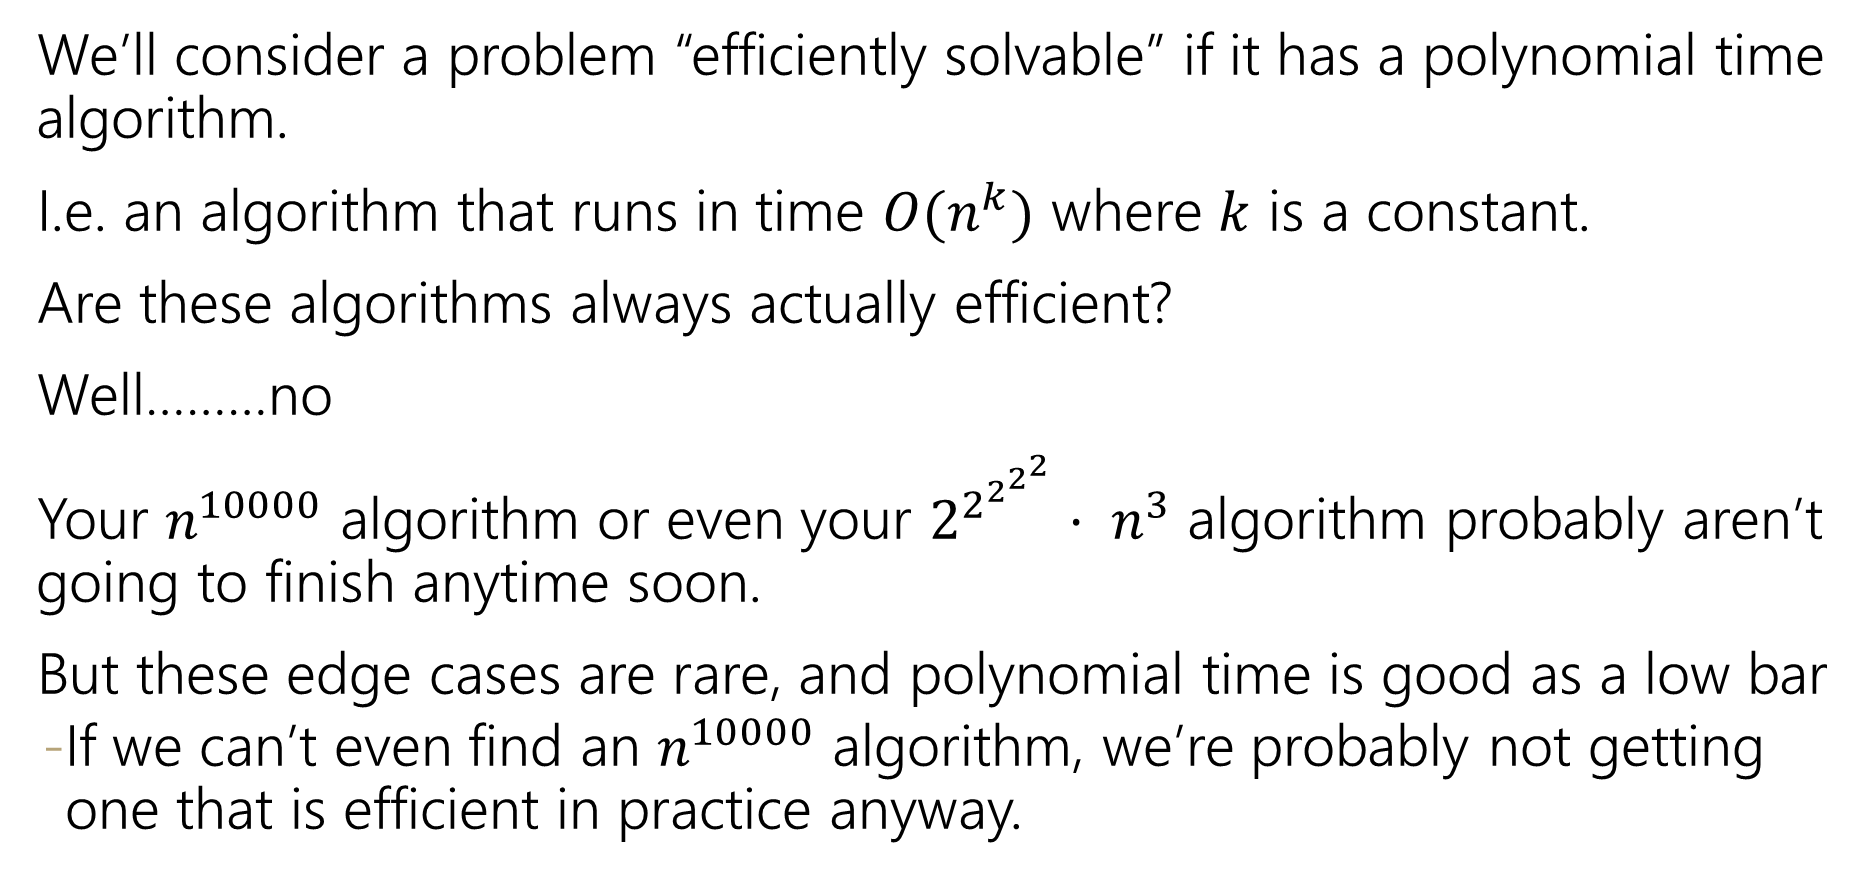 We’ll consider a problem “efficiently solvable” if it has a polynomial time
algorithm.
I.e. an algorithm that runs in time 𝑂(𝑛ᵏ) where 𝒌 is a constant.
Are these algorithms always actually efficient?
Well………no
Your 𝑛¹⁰⁰⁰⁰ algorithm or even your 2^2^2^2^2 · 𝑛³ algorithm probably aren’t
going to finish anytime soon.
But these edge cases are rare, and polynomial time is good as a low bar
-If we can’t even find an 𝑛¹⁰⁰⁰⁰ algorithm, we’re probably not getting
one that is efficient in practice anyway.